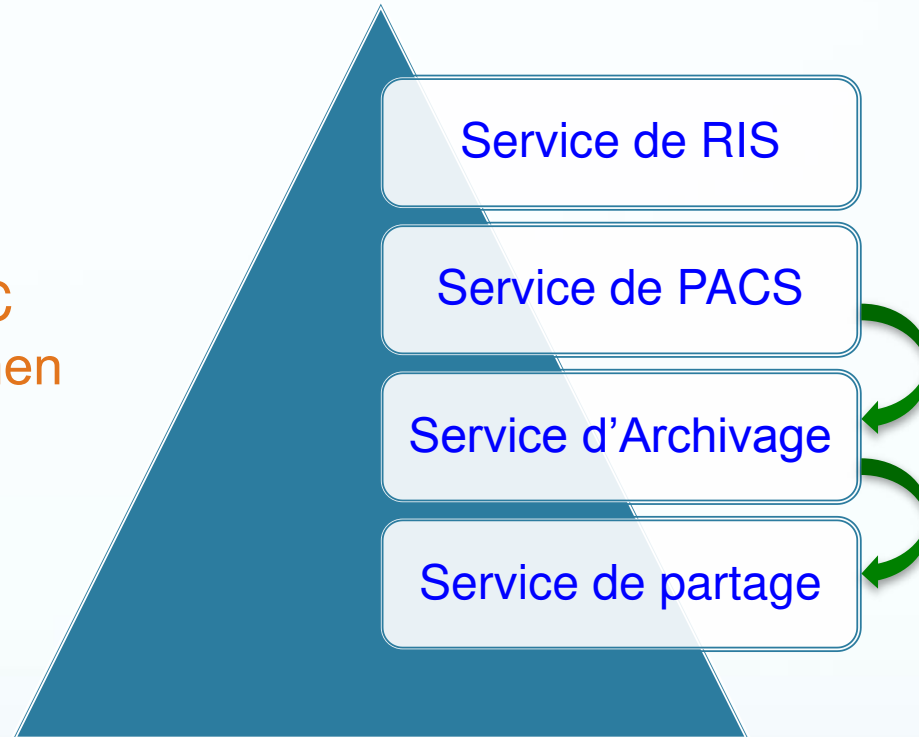 Service de RIS
Service de PACS
Service d'Archivage
Service de partage